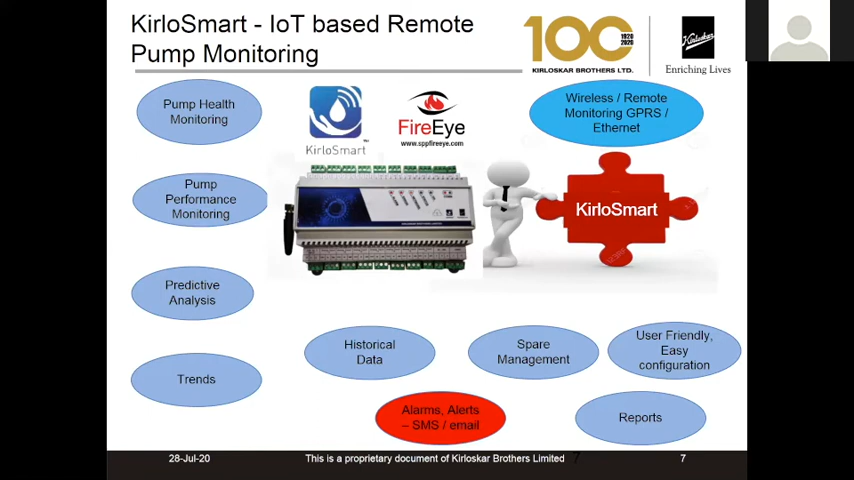 KirloSmart - IoT based Remote
Pump Monitoring
100
1920
2020
KIRLOSKAR BROTHERS LTD.
Kirloskar
Enriching Lives
Pump Health
Monitoring
KirloSmart
FireEye
www.sppfireeye.com
Wireless / Remote
Monitoring GPRS /
Ethernet
Pump
Performance
Monitoring
KirloSmart
Predictive
Analysis
Historical
Data
Spare
Management
User Friendly,
Easy
configuration
Trends
Alarms, Alerts
– SMS / email
Reports
28-Jul-20
This is a proprietary document of Kirloskar Brothers Limited
7
7